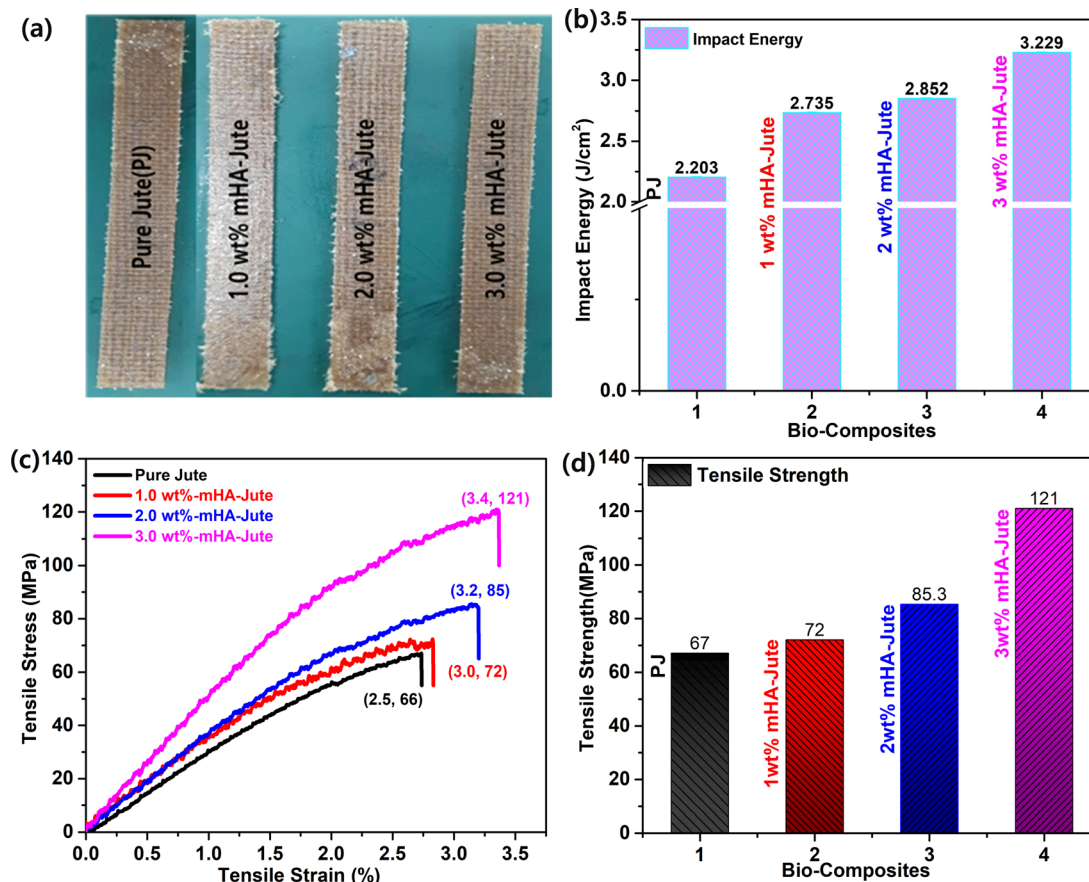 (a)
Pure Jute(PJ)
1.0 wt% mHA-Jute
2.0 wt% mHA-Jute
3.0 wt% mHA-Jute
(b)
Impact Energy
3.5
3.0
2.5
2.0
0.0
Impact Energy (J/cm²)
PJ
2.203
1 wt% mHA-Jute
2.735
2 wt% mHA-Jute
2.852
3 wt% mHA-Jute
3.229
1 2 3 4
Bio-Composites
(c)
Pure Jute
1.0 wt%-mHA-Jute
2.0 wt%-mHA-Jute
3.0 wt%-mHA-Jute
140
120
100
80
60
40
20
0
Tensile Stress (MPa)
(3.4, 121)
(3.2, 85)
(3.0, 72)
(2.5, 66)
0.0 0.5 1.0 1.5 2.0 2.5 3.0 3.5
Tensile Strain (%)
(d)
Tensile Strength
140
120
100
80
60
40
20
0
Tensile Strength(MPa)
PJ
67
1wt% mHA-Jute
72
2wt% mHA-Jute
85.3
3wt% mHA-Jute
121
1 2 3 4
Bio-Composites